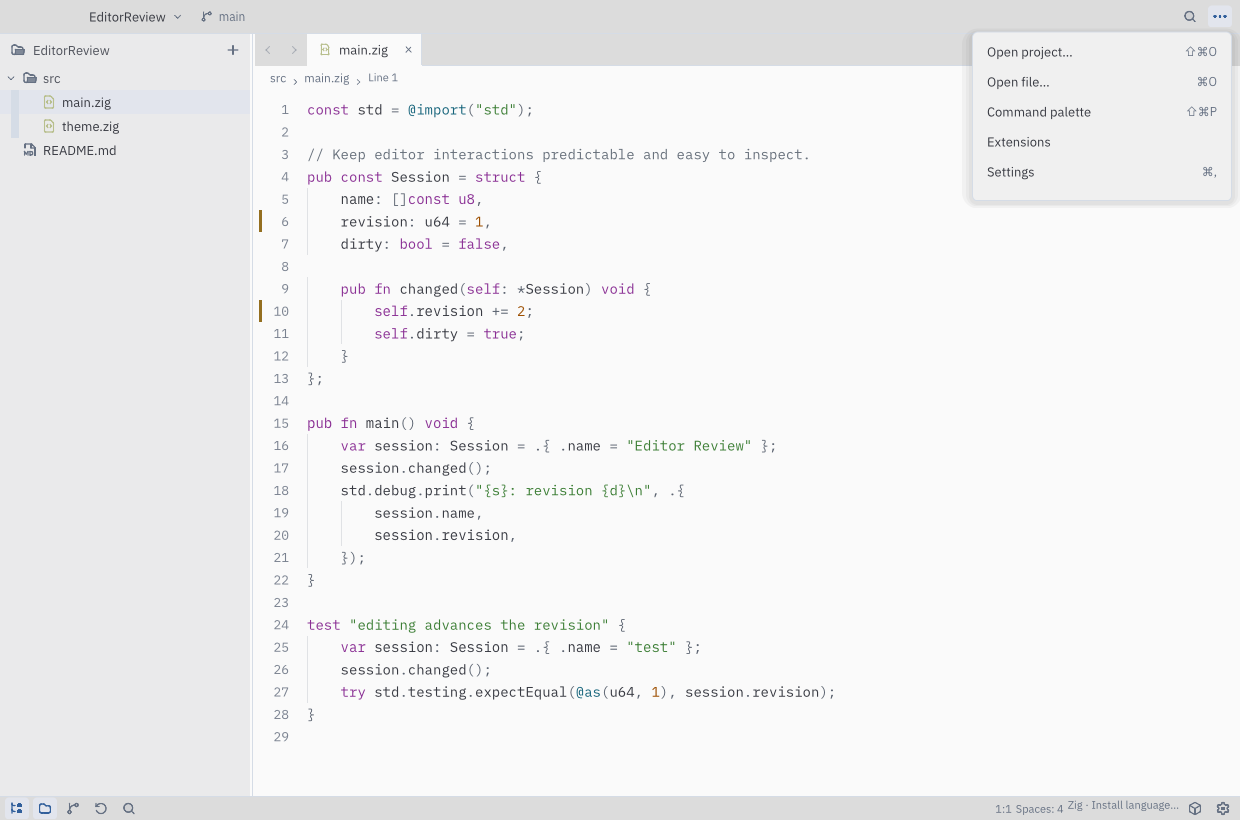 EditorReview main
EditorReview
src
main.zig
theme.zig
README.md
main.zig
src main.zig Line 1
Open project... ⇧⌘O
Open file... ⌘O
Command palette ⇧⌘P
Extensions
Settings ⌘,
1 const std = @import("std");
2
3 // Keep editor interactions predictable and easy to inspect.
4 pub const Session = struct {
5 name: []const u8,
6 revision: u64 = 1,
7 dirty: bool = false,
8
9 pub fn changed(self: *Session) void {
10 self.revision += 2;
11 self.dirty = true;
12 }
13 };
14
15 pub fn main() void {
16 var session: Session = .{ .name = "Editor Review" };
17 session.changed();
18 std.debug.print("{s}: revision {d}\n", .{
19 session.name,
20 session.revision,
21 });
22 }
23
24 test "editing advances the revision" {
25 var session: Session = .{ .name = "test" };
26 session.changed();
27 try std.testing.expectEqual(@as(u64, 1), session.revision);
28 }
29
1:1 Spaces: 4 Zig · Install language...